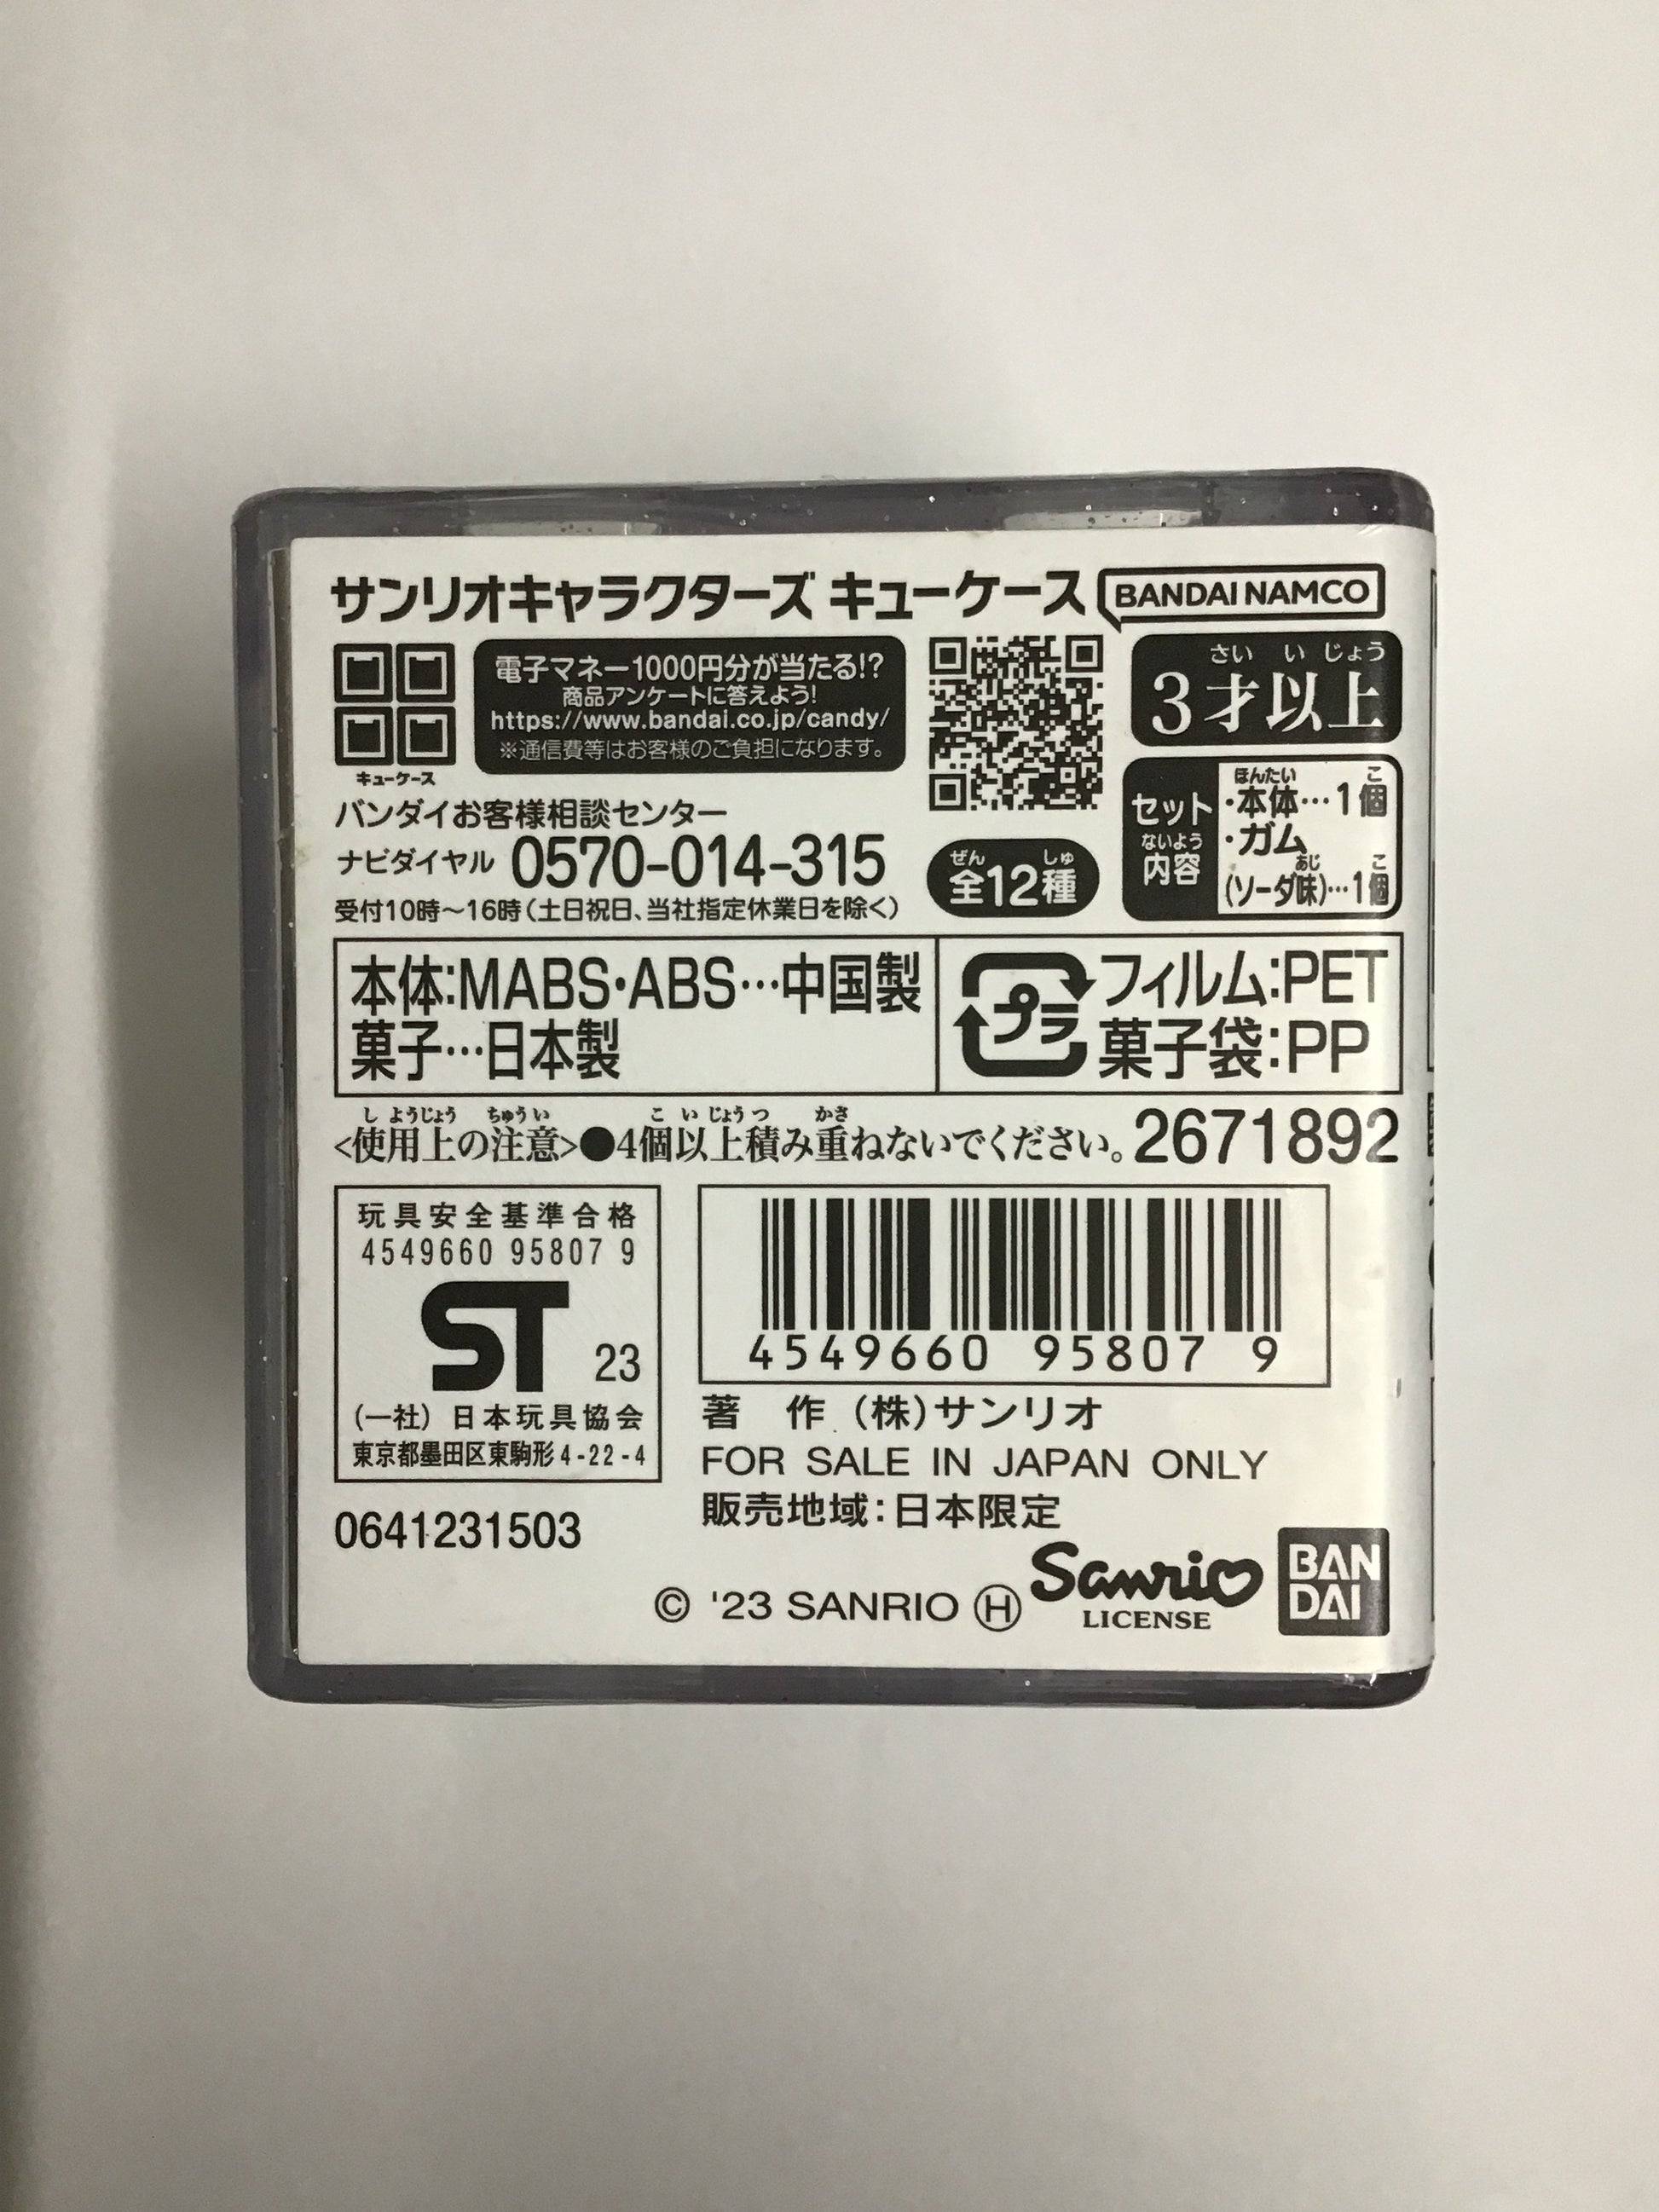 サンリオキャラクターズ キューケース BANDAI NAMCO
キューケース
電子マネー1000円分が当たる!?
商品アンケートに答えよう!
https://www.bandai.co.jp/candy/
※通信費等はお客様のご負担になります。
さい い じょう
3才以上
バンダイお客様相談センター
ナビダイヤル 0570-014-315
受付10時〜16時(土日祝日、当社指定休業日を除く)
ぜん しゅ
全12種
セット
ないよう
内容
ほんたい こ
・本体…1個
・ガム
あじ こ
(ソーダ味)…1個
本体:MABS・ABS…中国製
菓子…日本製
プラ
フィルム:PET
菓子袋:PP
し ようじょう ちゅうい こ い じょう つ かさ
<使用上の注意>●4個以上積み重ねないでください。2671892
玩具安全基準合格
4549660 95807 9
ST 23
(一社)日本玩具協会
東京都墨田区東駒形4-22-4
0641231503
4549660 95807 9
著 作 (株)サンリオ
FOR SALE IN JAPAN ONLY
販売地域:日本限定
© '23 SANRIO Ⓗ
Sanrio
LICENSE
BAN
DAI